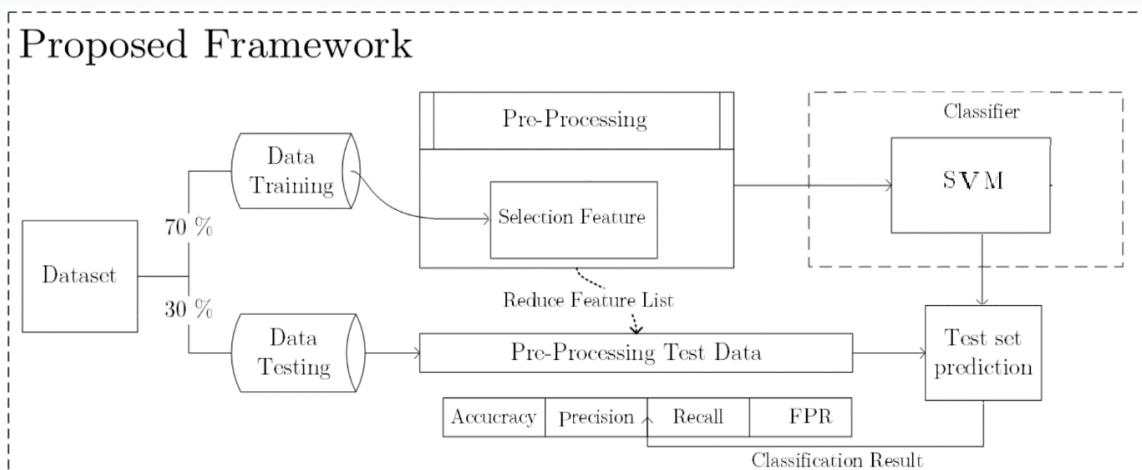 Proposed Framework
Pre-Processing
Classifier
Data
Training
SVM
Selection Feature
70 %
Dataset
30 %
Reduce Feature List
Data
Testing
Pre-Processing Test Data
Test set
prediction
Accucracy
precision
Recall
FPR
Classification Result